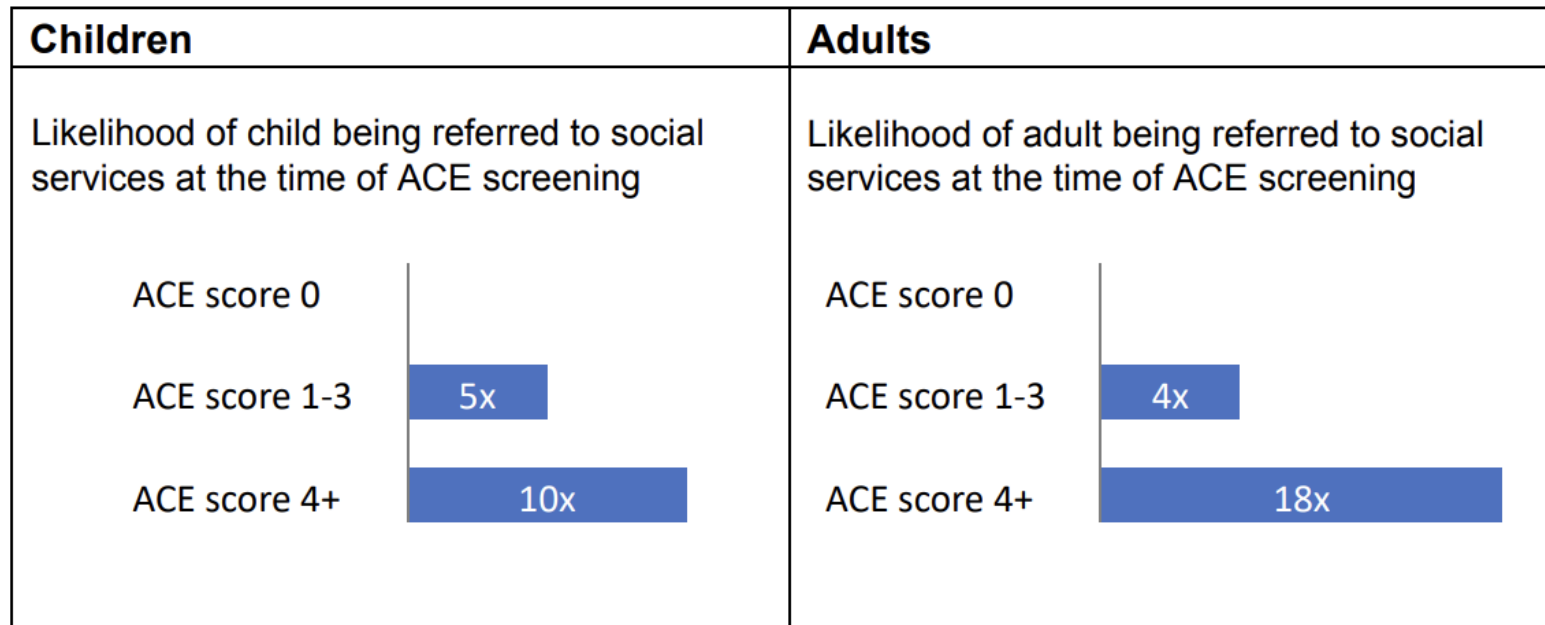 Children
Likelihood of child being referred to social
services at the time of ACE screening
ACE score 0
ACE score 1-3
5x
ACE score 4+
10x
Adults
Likelihood of adult being referred to social
services at the time of ACE screening
ACE score 0
ACE score 1-3
4x
ACE score 4+
18x